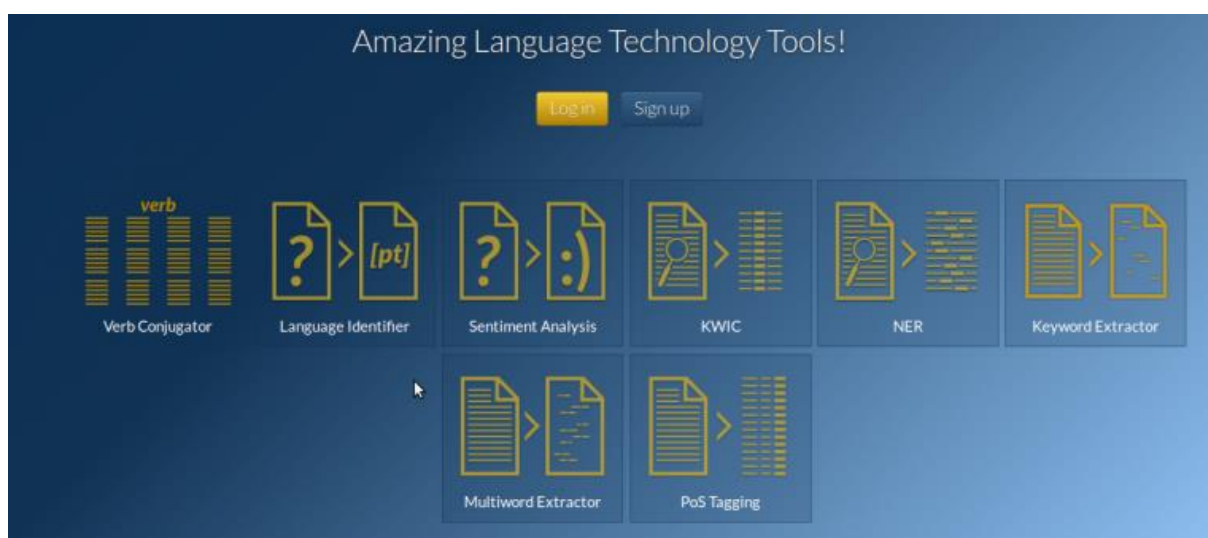 Amazing Language Technology Tools!
Log in Sign up
verb
? > [pt] ? > :) > > >
Verb Conjugator Language Identifier Sentiment Analysis KWIC NER Keyword Extractor
> >
Multiword Extractor PoS Tagging